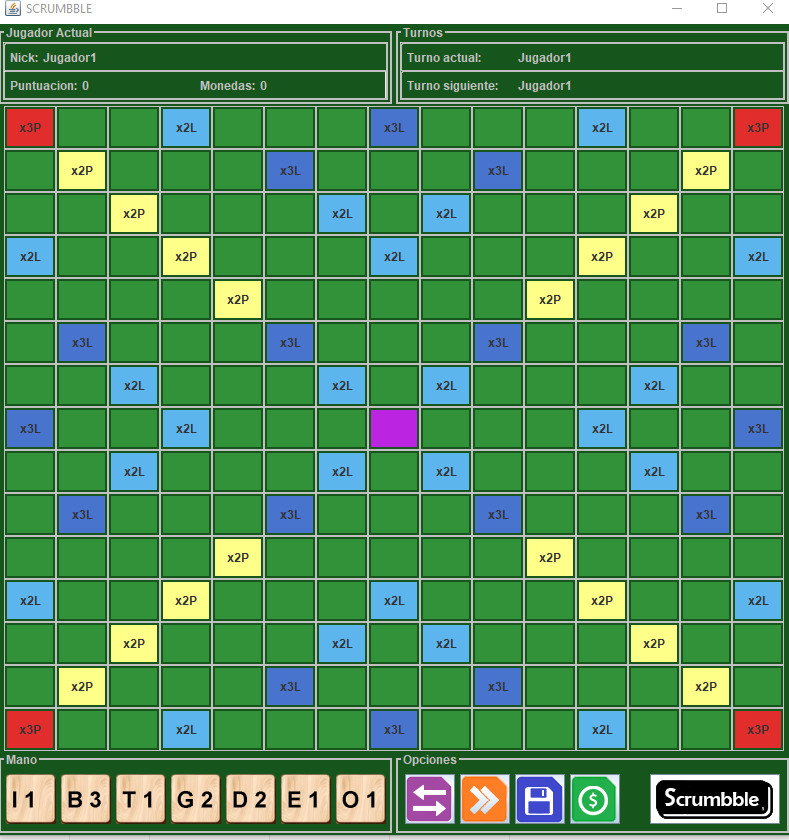 SCRUMBBLE
Jugador Actual
Nick: Jugador1
Puntuacion: 0 Monedas: 0
Turnos
Turno actual: Jugador1
Turno siguiente: Jugador1
x3P x2L x3L x2L x3P
x2P x3L x3L x2P
x2P x2L x2L x2P
x2L x2P x2L x2P x2L
x2P x2P
x3L x3L x3L x3L
x2L x2L x2L x2L
x3L x2L x2L x3L
x2L x2L x2L x2L
x3L x3L x3L x3L
x2P x2P
x2L x2P x2L x2P x2L
x2P x2L x2L x2P
x2P x3L x3L x2P
x3P x2L x3L x2L x3P
Mano
I 1 B 3 T 1 G 2 D 2 E 1 O 1
Opciones
$
Scrumbble